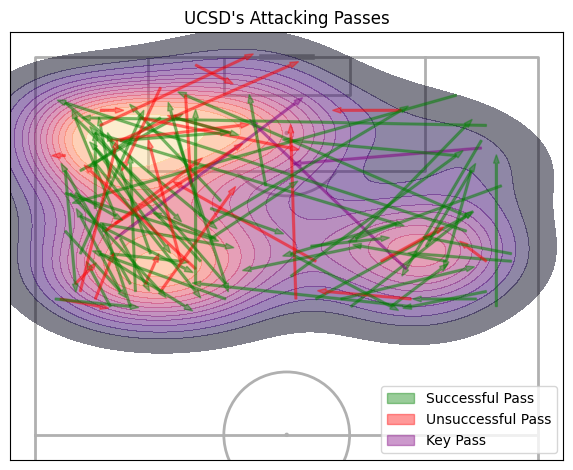 UCSD's Attacking Passes
Successful Pass
Unsuccessful Pass
Key Pass